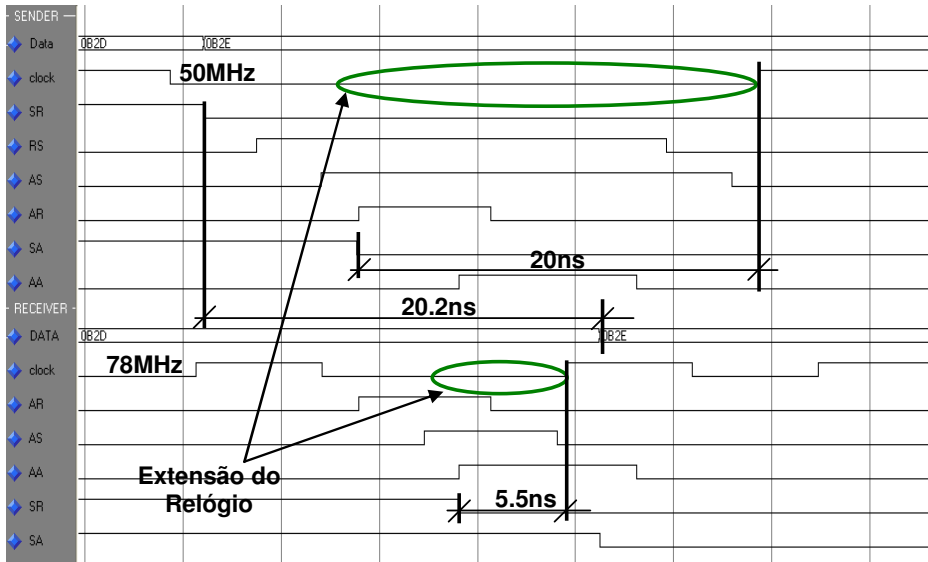 - SENDER -
Data 0B2D 0B2E
clock 50MHz
SR
RS
AS
AR
SA
20ns
AA
20.2ns
- RECEIVER -
DATA 0B2D 0B2E
clock 78MHz
AR
AS
AA
Extensão do
Relógio
5.5ns
SR
SA